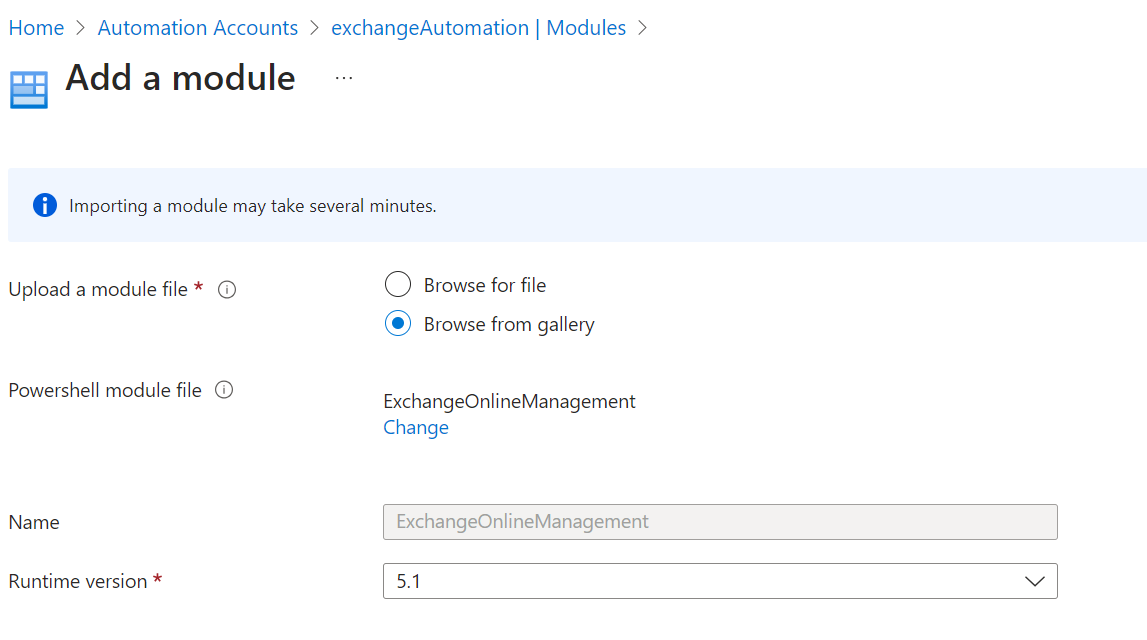 Home > Automation Accounts > exchangeAutomation | Modules >
Add a module ...
Importing a module may take several minutes.
Upload a module file *
Browse for file
Browse from gallery
Powershell module file
ExchangeOnlineManagement
Change
Name
ExchangeOnlineManagement
Runtime version *
5.1